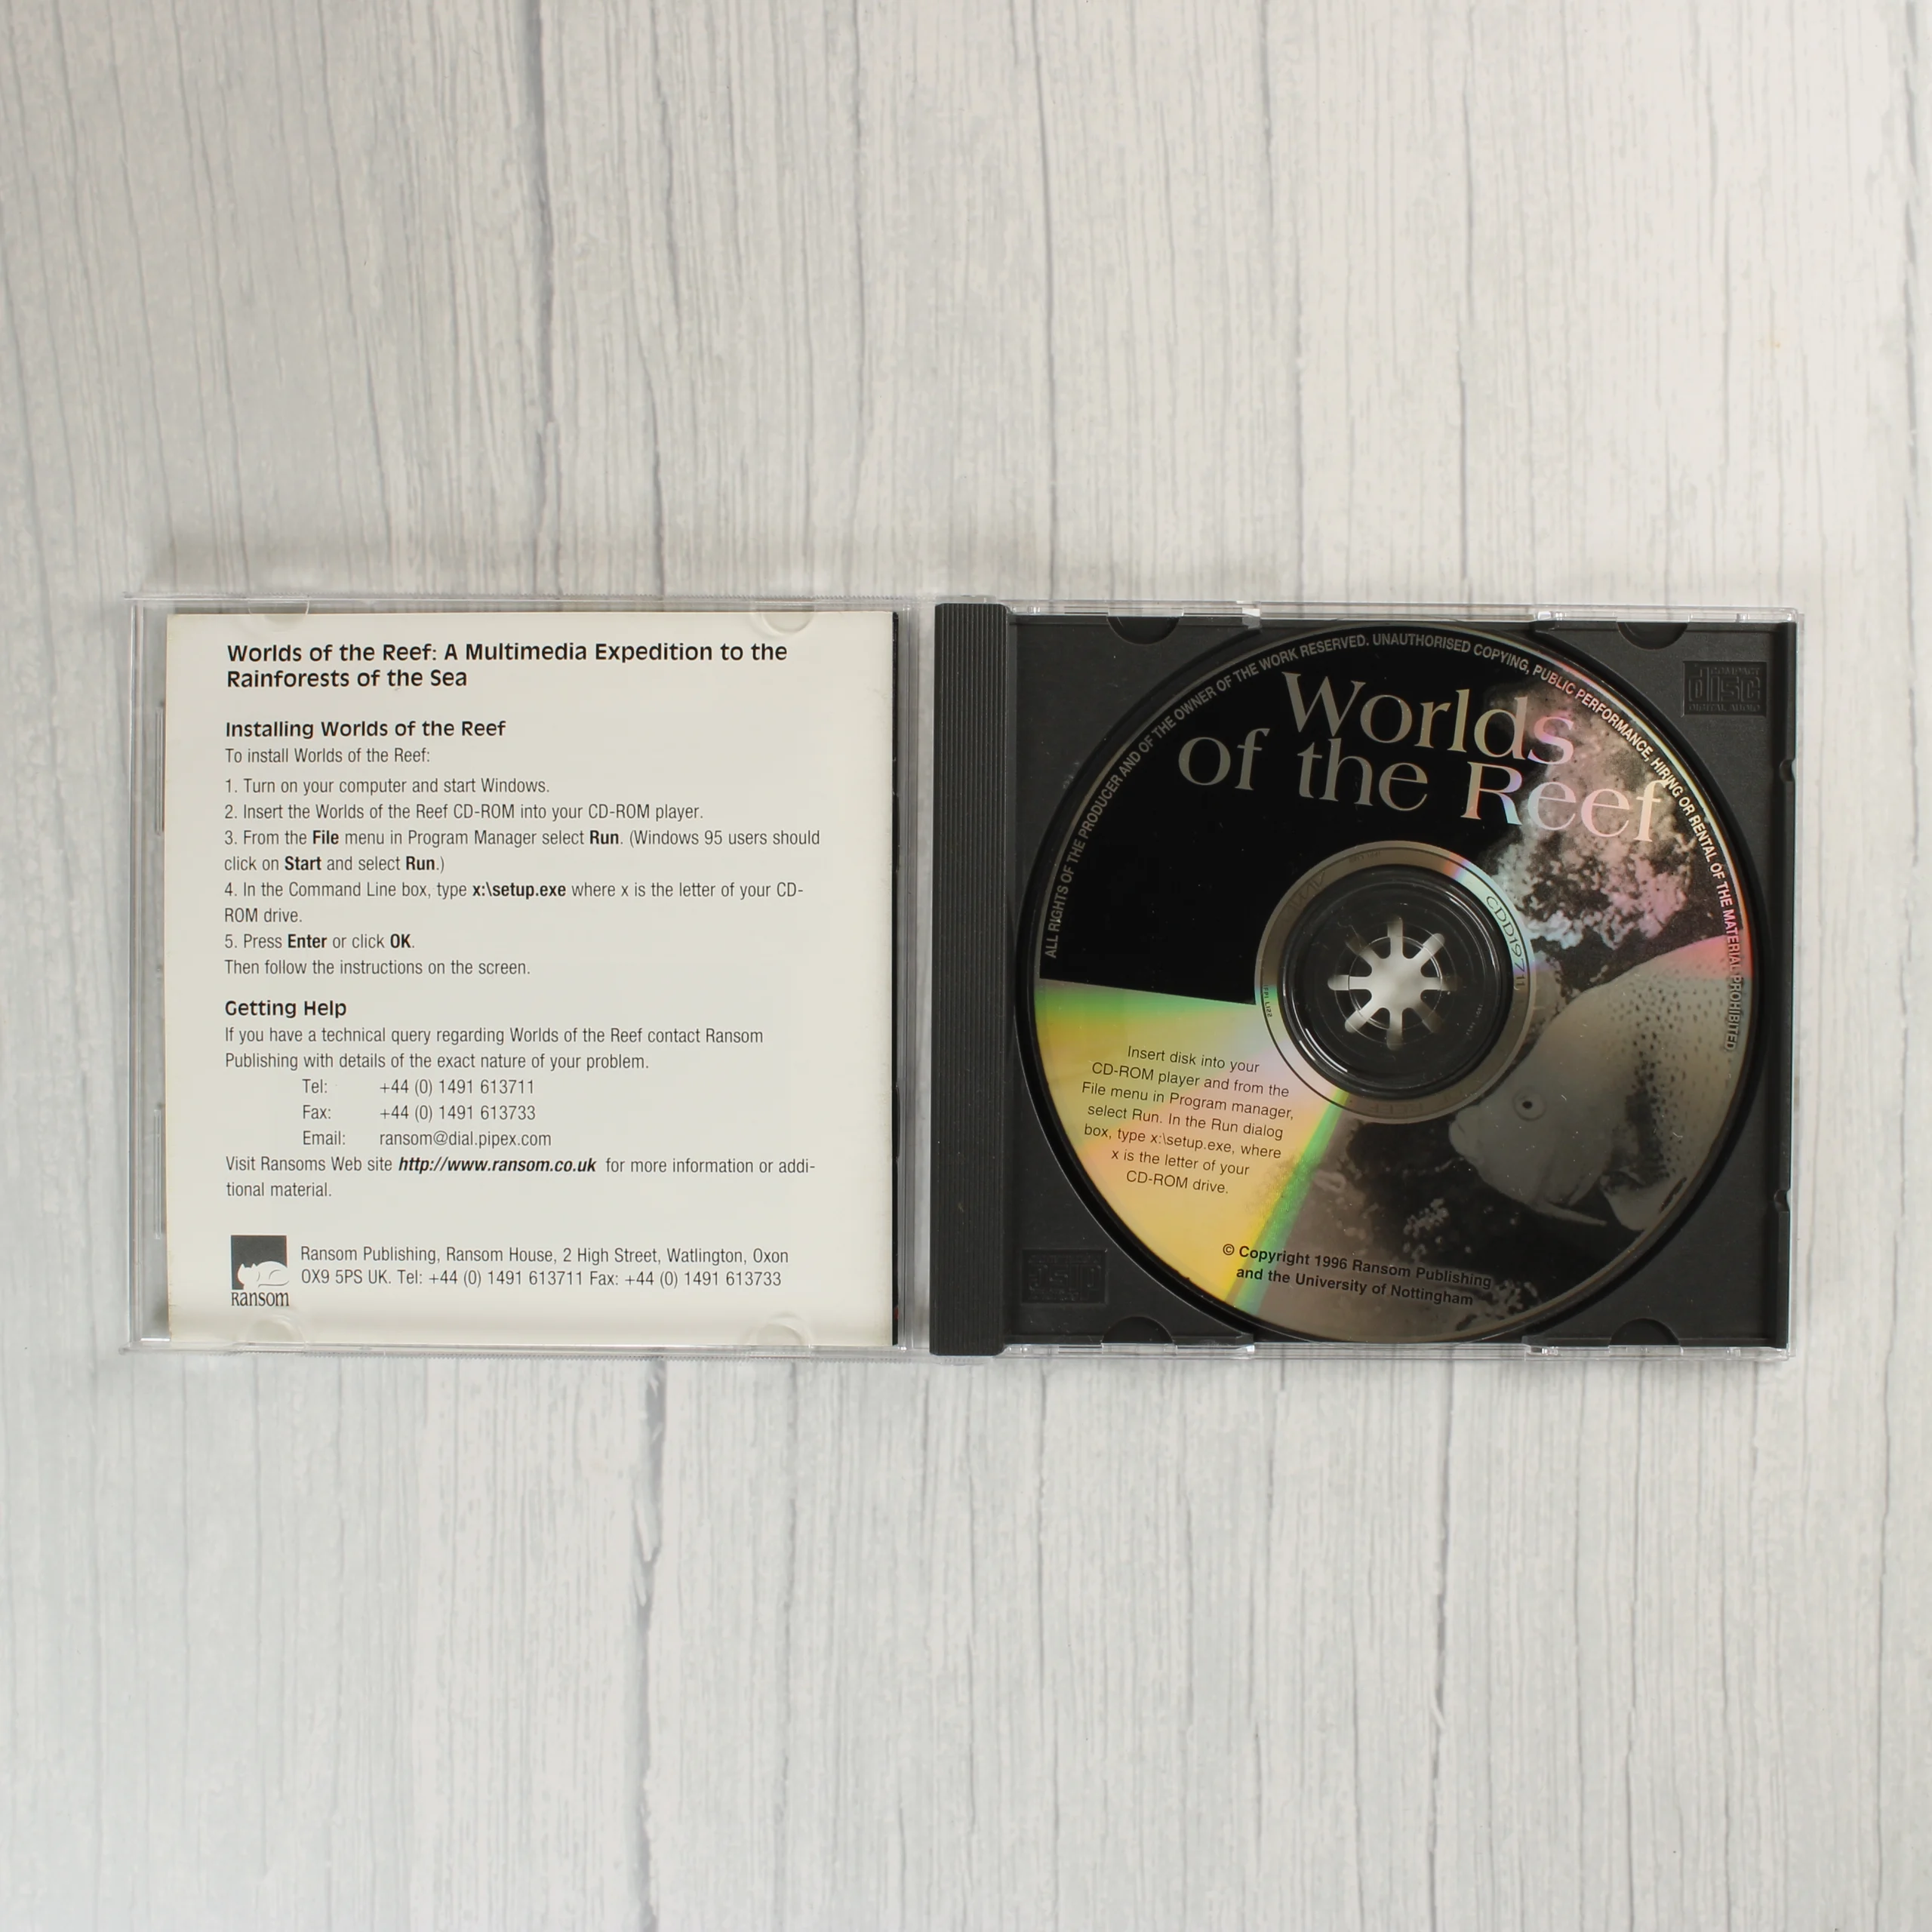 Worlds of the Reef: A Multimedia Expedition to the
Rainforests of the Sea
Installing Worlds of the Reef
To install Worlds of the Reef:
1. Turn on your computer and start Windows.
2. Insert the Worlds of the Reef CD-ROM into your CD-ROM player.
3. From the File menu in Program Manager select Run. (Windows 95 users should
click on Start and select Run.)
4. In the Command Line box, type x:\setup.exe where x is the letter of your CD-
ROM drive.
5. Press Enter or click OK.
Then follow the instructions on the screen.
Getting Help
If you have a technical query regarding Worlds of the Reef contact Ransom
Publishing with details of the exact nature of your problem.
Tel: +44 (0) 1491 613711
Fax: +44 (0) 1491 613733
Email: ransom@dial.pipex.com
Visit Ransoms Web site http://www.ransom.co.uk for more information or addi-
tional material.
Ransom Publishing, Ransom House, 2 High Street, Watlington, Oxon
OX9 5PS UK. Tel: +44 (0) 1491 613711 Fax: +44 (0) 1491 613733
Ransom
ALL RIGHTS OF THE PRODUCER AND OF THE OWNER OF THE WORK RESERVED. UNAUTHORISED COPYING, PUBLIC PERFORMANCE, HIRING OR RENTAL OF THE MATERIAL PROHIBITED
Worlds
of the Reef
CDD1971
Insert disk into your
CD-ROM player and from the
File menu in Program manager,
select Run. In the Run dialog
box, type x:\setup.exe, where
x is the letter of your
CD-ROM drive.
© Copyright 1996 Ransom Publishing
and the University of Nottingham
COMPACT
disc
DIGITAL AUDIO